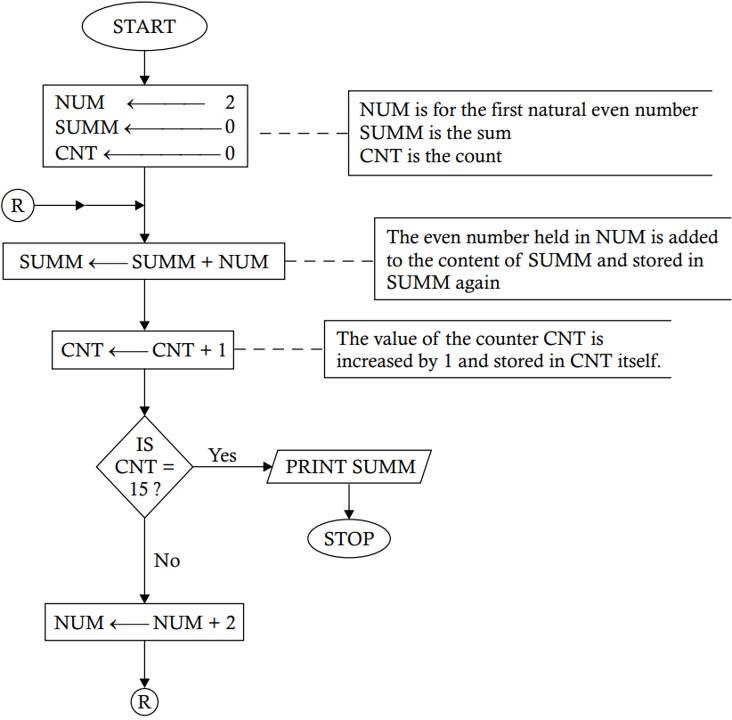 START
NUM ← 2
SUMM ← 0
CNT ← 0
NUM is for the first natural even number
SUMM is the sum
CNT is the count
R
SUMM ← SUMM + NUM
The even number held in NUM is added
to the content of SUMM and stored in
SUMM again
CNT ← CNT + 1
The value of the counter CNT is
increased by 1 and stored in CNT itself.
IS
CNT =
15 ?
Yes
PRINT SUMM
STOP
No
NUM ← NUM + 2
R